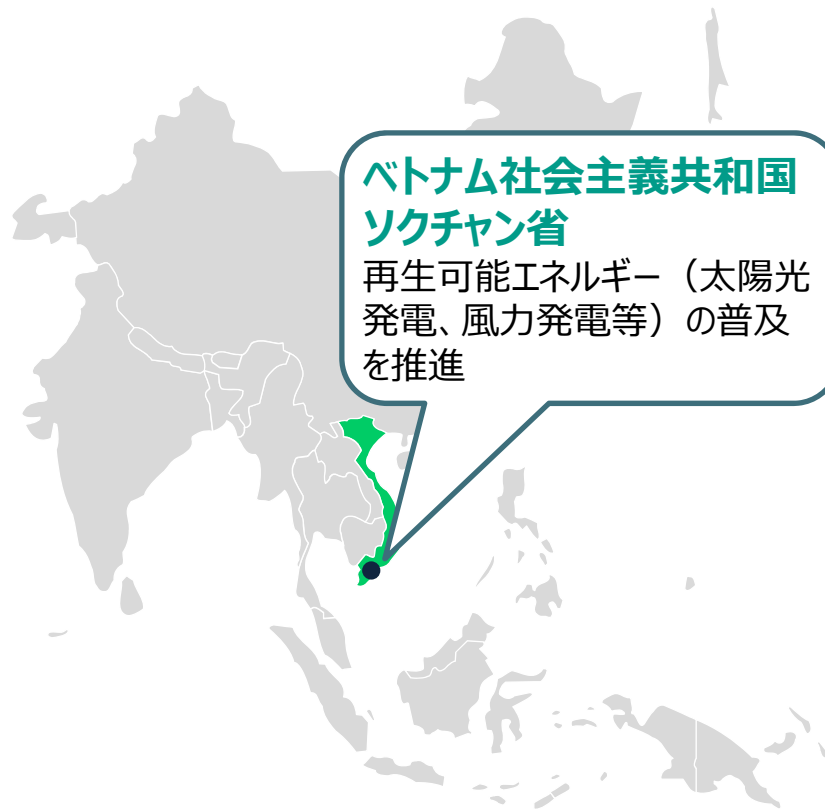 ベトナム社会主義共和国
ソクチャン省
再生可能エネルギー（太陽光
発電、風力発電等）の普及
を推進